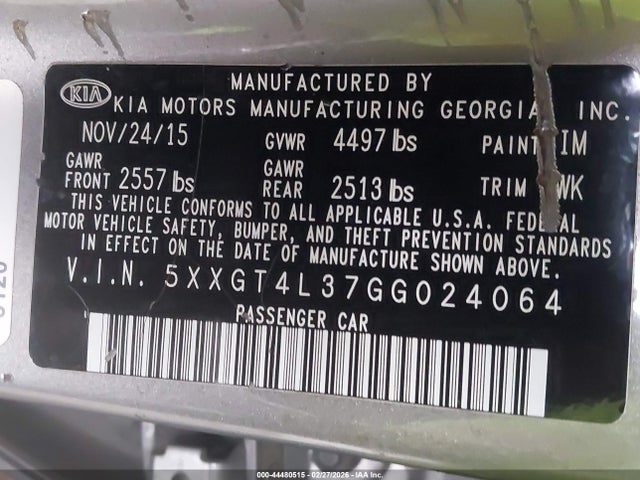 MANUFACTURED BY
KIA KIA MOTORS MANUFACTURING GEORGIA, INC.
NOV/24/15 GVWR 4497 lbs PAINT IM
GAWR FRONT 2557 lbs GAWR REAR 2513 lbs TRIM WK
THIS VEHICLE CONFORMS TO ALL APPLICABLE U.S.A. FEDERAL
MOTOR VEHICLE SAFETY, BUMPER, AND THEFT PREVENTION STANDARDS
IN EFFECT ON THE DATE OF MANUFACTURE SHOWN ABOVE.
V.I.N. 5XXGT4L37GG024064
PASSENGER CAR
000-44480515 - 02/27/2026 - IAA, Inc.